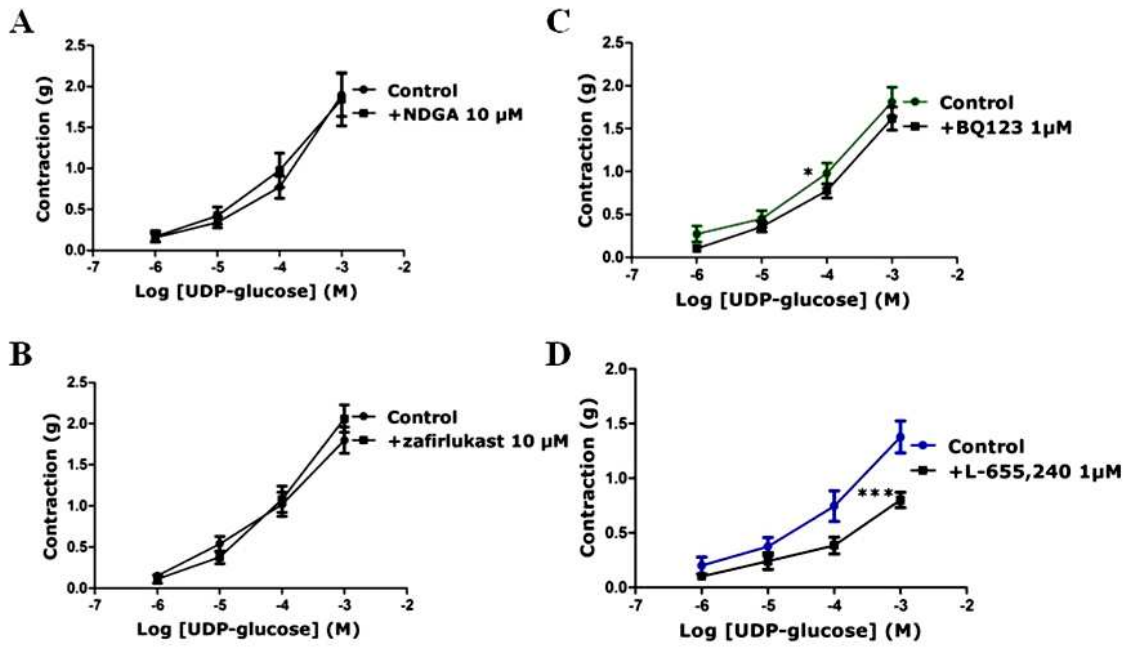 A
Contraction (g)
2.5
2.0
1.5
1.0
0.5
0.0
-7
-6
-5
-4
-3
-2
Log [UDP-glucose] (M)
Control
+NDGA 10 µM
C
Contraction (g)
2.5
2.0
1.5
1.0
0.5
0.0
*
-7
-6
-5
-4
-3
-2
Log [UDP-glucose] (M)
Control
+BQ123 1µM
B
Contraction (g)
2.5
2.0
1.5
1.0
0.5
0.0
-7
-6
-5
-4
-3
-2
Log [UDP-glucose] (M)
Control
+zafirlukast 10 µM
D
Contraction (g)
2.0
1.5
1.0
0.5
0.0
***
-7
-6
-5
-4
-3
-2
Log [UDP-glucose] (M)
Control
+L-655,240 1µM